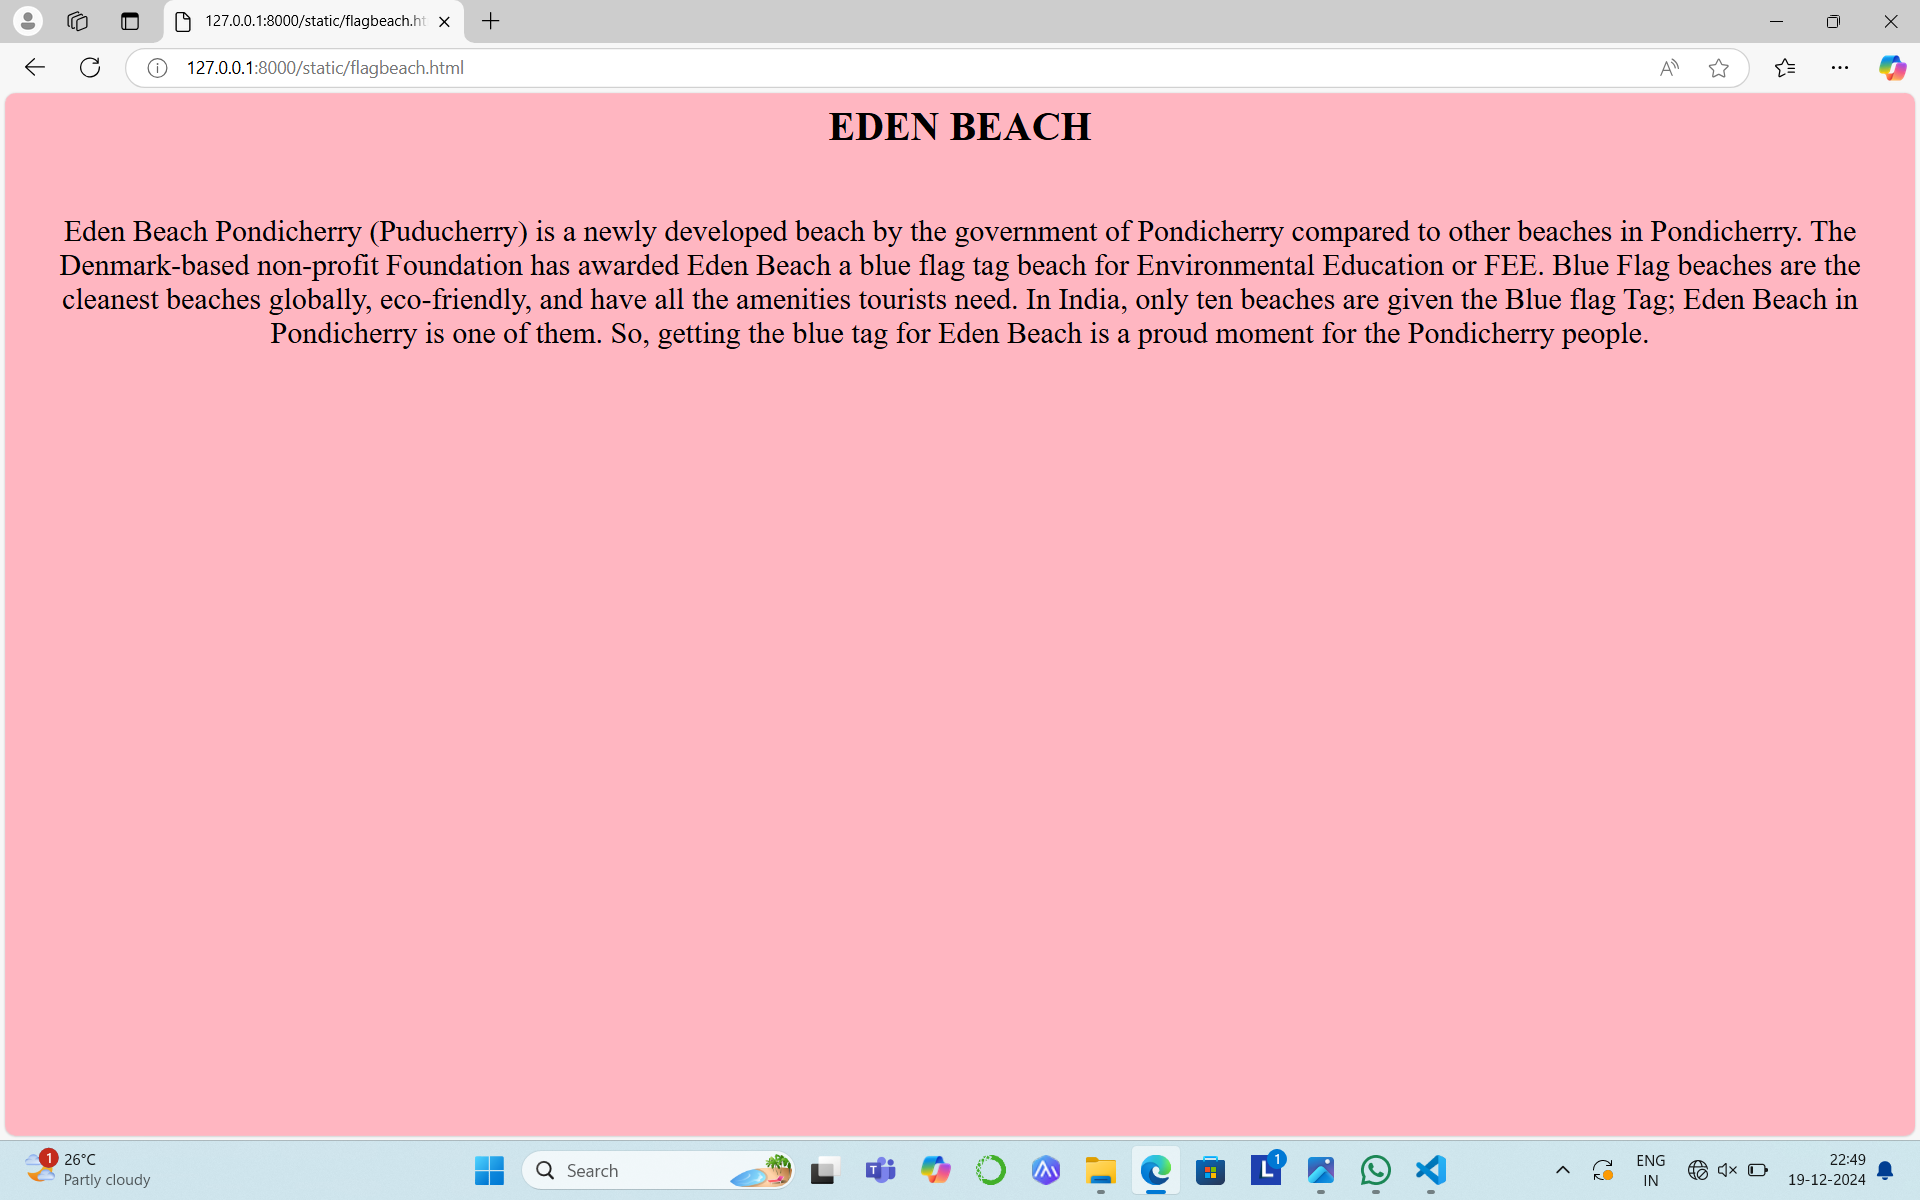 127.0.0.1:8000/static/flagbeach.ht
127.0.0.1:8000/static/flagbeach.html
EDEN BEACH
Eden Beach Pondicherry (Puducherry) is a newly developed beach by the government of Pondicherry compared to other beaches in Pondicherry. The
Denmark-based non-profit Foundation has awarded Eden Beach a blue flag tag beach for Environmental Education or FEE. Blue Flag beaches are the
cleanest beaches globally, eco-friendly, and have all the amenities tourists need. In India, only ten beaches are given the Blue flag Tag; Eden Beach in
Pondicherry is one of them. So, getting the blue tag for Eden Beach is a proud moment for the Pondicherry people.
1
26°C
Partly cloudy
Search
1
ENG
IN
22:49
19-12-2024